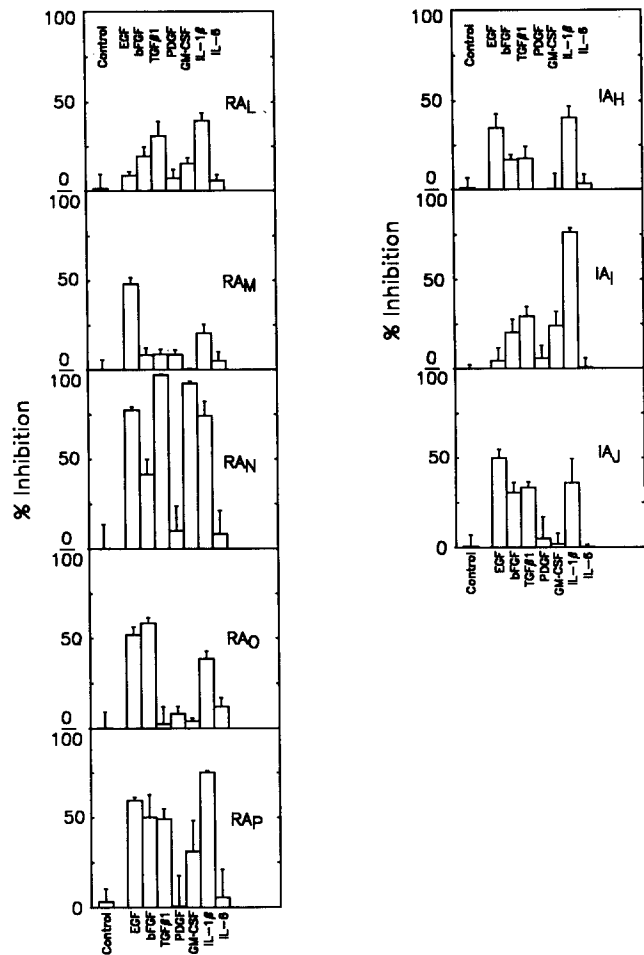 100
Control
EGF
bFGF
TGFβ1
PDGF
GM-CSF
IL-1β
IL-6
RAL
50
0
100
RAM
50
0
100
RAN
50
0
100
RAO
50
0
100
RAP
50
0
Control
EGF
bFGF
TGFβ1
PDGF
GM-CSF
IL-1β
IL-6
% Inhibition
100
Control
EGF
bFGF
TGFβ1
PDGF
GM-CSF
IL-1β
IL-6
IAH
50
0
100
IAI
50
0
100
IAJ
50
0
Control
EGF
bFGF
TGFβ1
PDGF
GM-CSF
IL-1β
IL-6
% Inhibition